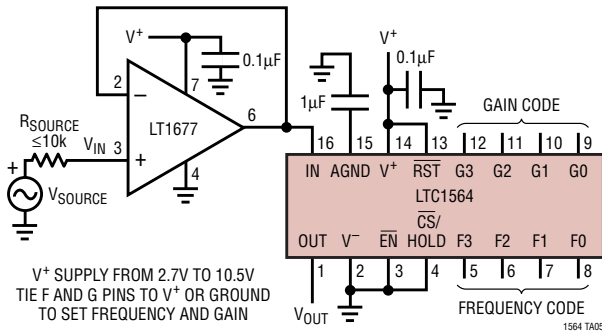 V+
0.1µF
2
7
−
LT1677
6
RSOURCE
≤10k
VIN
3
+
4
+
VSOURCE
V+
0.1µF
1µF
GAIN CODE
16 15 14 13 12 11 10 9
IN AGND V+ RST G3 G2 G1 G0
LTC1564
CS/
OUT V− EN HOLD F3 F2 F1 F0
1 2 3 4 5 6 7 8
VOUT
FREQUENCY CODE
V+ SUPPLY FROM 2.7V TO 10.5V
TIE F AND G PINS TO V+ OR GROUND
TO SET FREQUENCY AND GAIN
1564 TA05